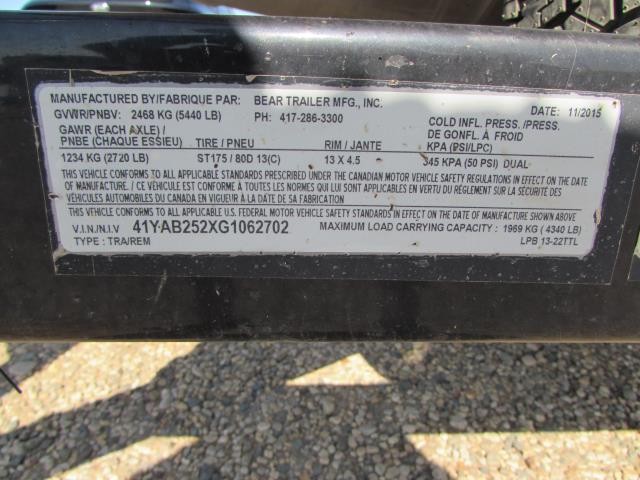 MANUFACTURED BY/FABRIQUE PAR: BEAR TRAILER MFG., INC. DATE: 11/2015
GVWR/PNBV: 2468 KG (5440 LB) PH: 417-286-3300 COLD INFL. PRESS./PRESS.
GAWR (EACH AXLE) / DE GONFL. À FROID
PNBE (CHAQUE ESSIEU) TIRE / PNEU RIM / JANTE KPA (PSI/LPC)
1234 KG (2720 LB) ST175 / 80D 13(C) 13 X 4.5 345 KPA (50 PSI) DUAL
THIS VEHICLE CONFORMS TO ALL APPLICABLE STANDARDS PRESCRIBED UNDER THE CANADIAN MOTOR VEHICLE SAFETY REGULATIONS IN EFFECT ON THE DATE
OF MANUFACTURE. / CE VÉHICULE EST CONFORME À TOUTES LES NORMES QUI LUI SONT APPLICABLES EN VERTU DU RÈGLEMENT SUR LA SÉCURITÉ DES
VÉHICULES AUTOMOBILES DU CANADA EN VIGUEUR À LA DATE DE SA FABRICATION
THIS VEHICLE CONFORMS TO ALL APPLICABLE U.S. FEDERAL MOTOR VEHICLE SAFETY STANDARDS IN EFFECT ON THE DATE OF MANUFACTURE SHOWN ABOVE.
V.I.N./N.I.V 41YAB252XG1062702 MAXIMUM LOAD CARRYING CAPACITY : 1969 KG ( 4340 LB)
TYPE : TRA/REM LPB 13-22TTL